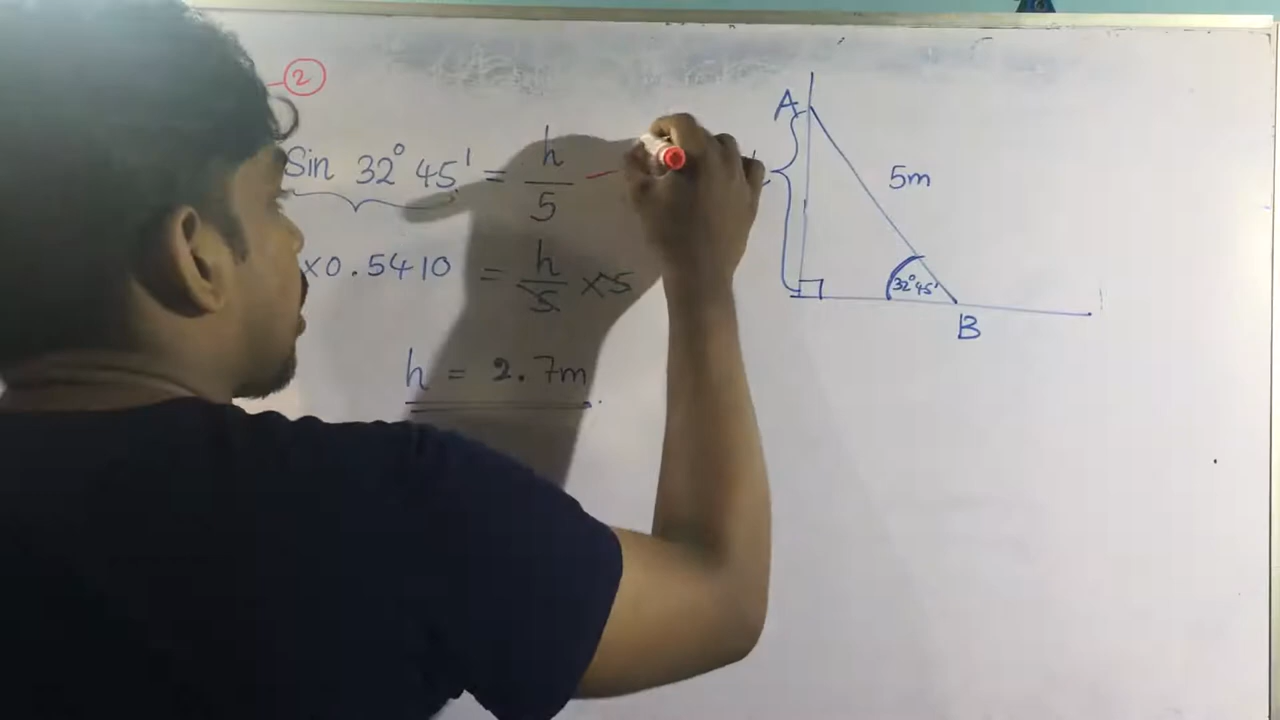 2
Sin 32° 45' = h/5
×0.5410 = h/5 ×5
h = 2.7m
A
5m
32°45'
B